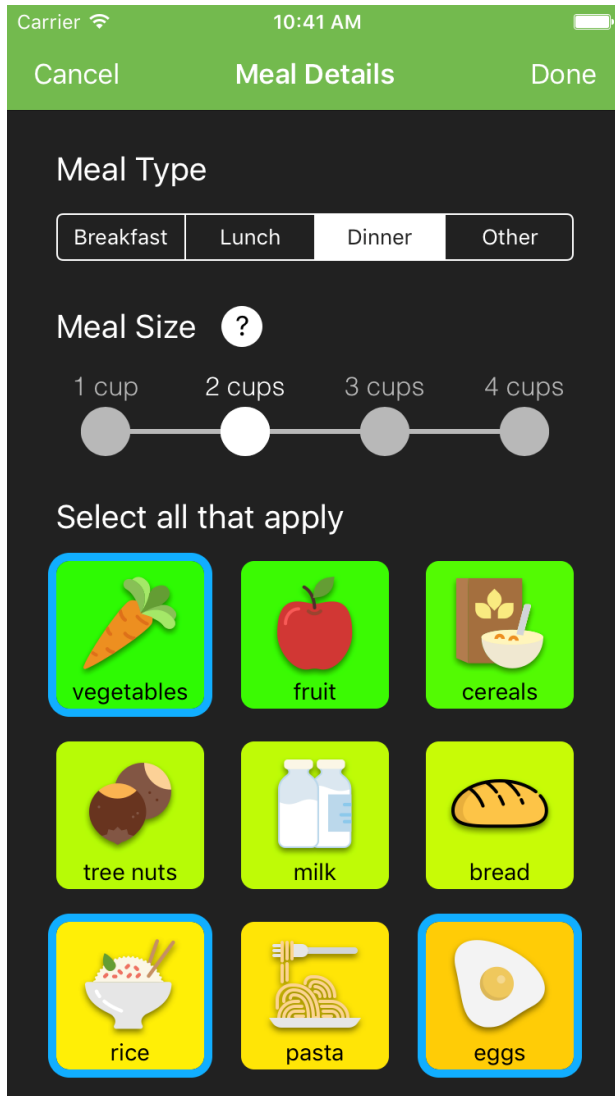 Carrier 10:41 AM
Cancel Meal Details Done
Meal Type
Breakfast Lunch Dinner Other
Meal Size ?
1 cup 2 cups 3 cups 4 cups
Select all that apply
vegetables fruit cereals
tree nuts milk bread
rice pasta eggs